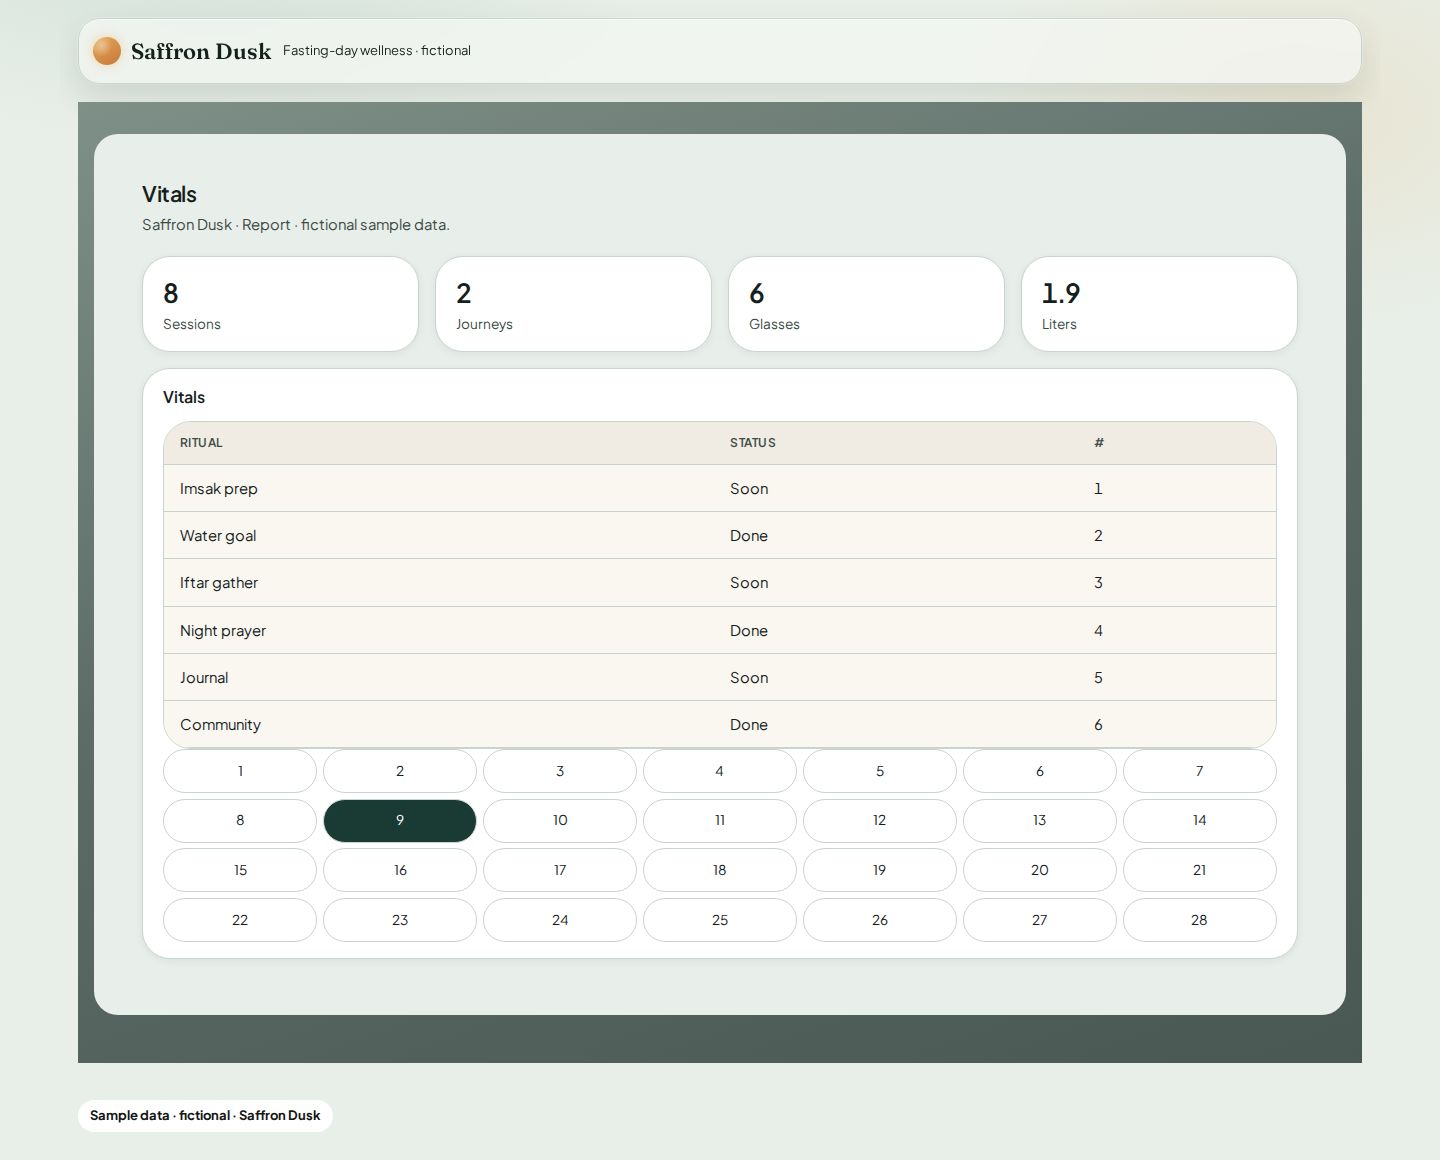 Saffron Dusk Fasting-day wellness · fictional
Vitals
Saffron Dusk · Report · fictional sample data.
8 2 6 1.9
Sessions Journeys Glasses Liters
Vitals
RITUAL STATUS #
Imsak prep Soon 1
Water goal Done 2
Iftar gather Soon 3
Night prayer Done 4
Journal Soon 5
Community Done 6
1 2 3 4 5 6 7
8 9 10 11 12 13 14
15 16 17 18 19 20 21
22 23 24 25 26 27 28
Sample data · fictional · Saffron Dusk